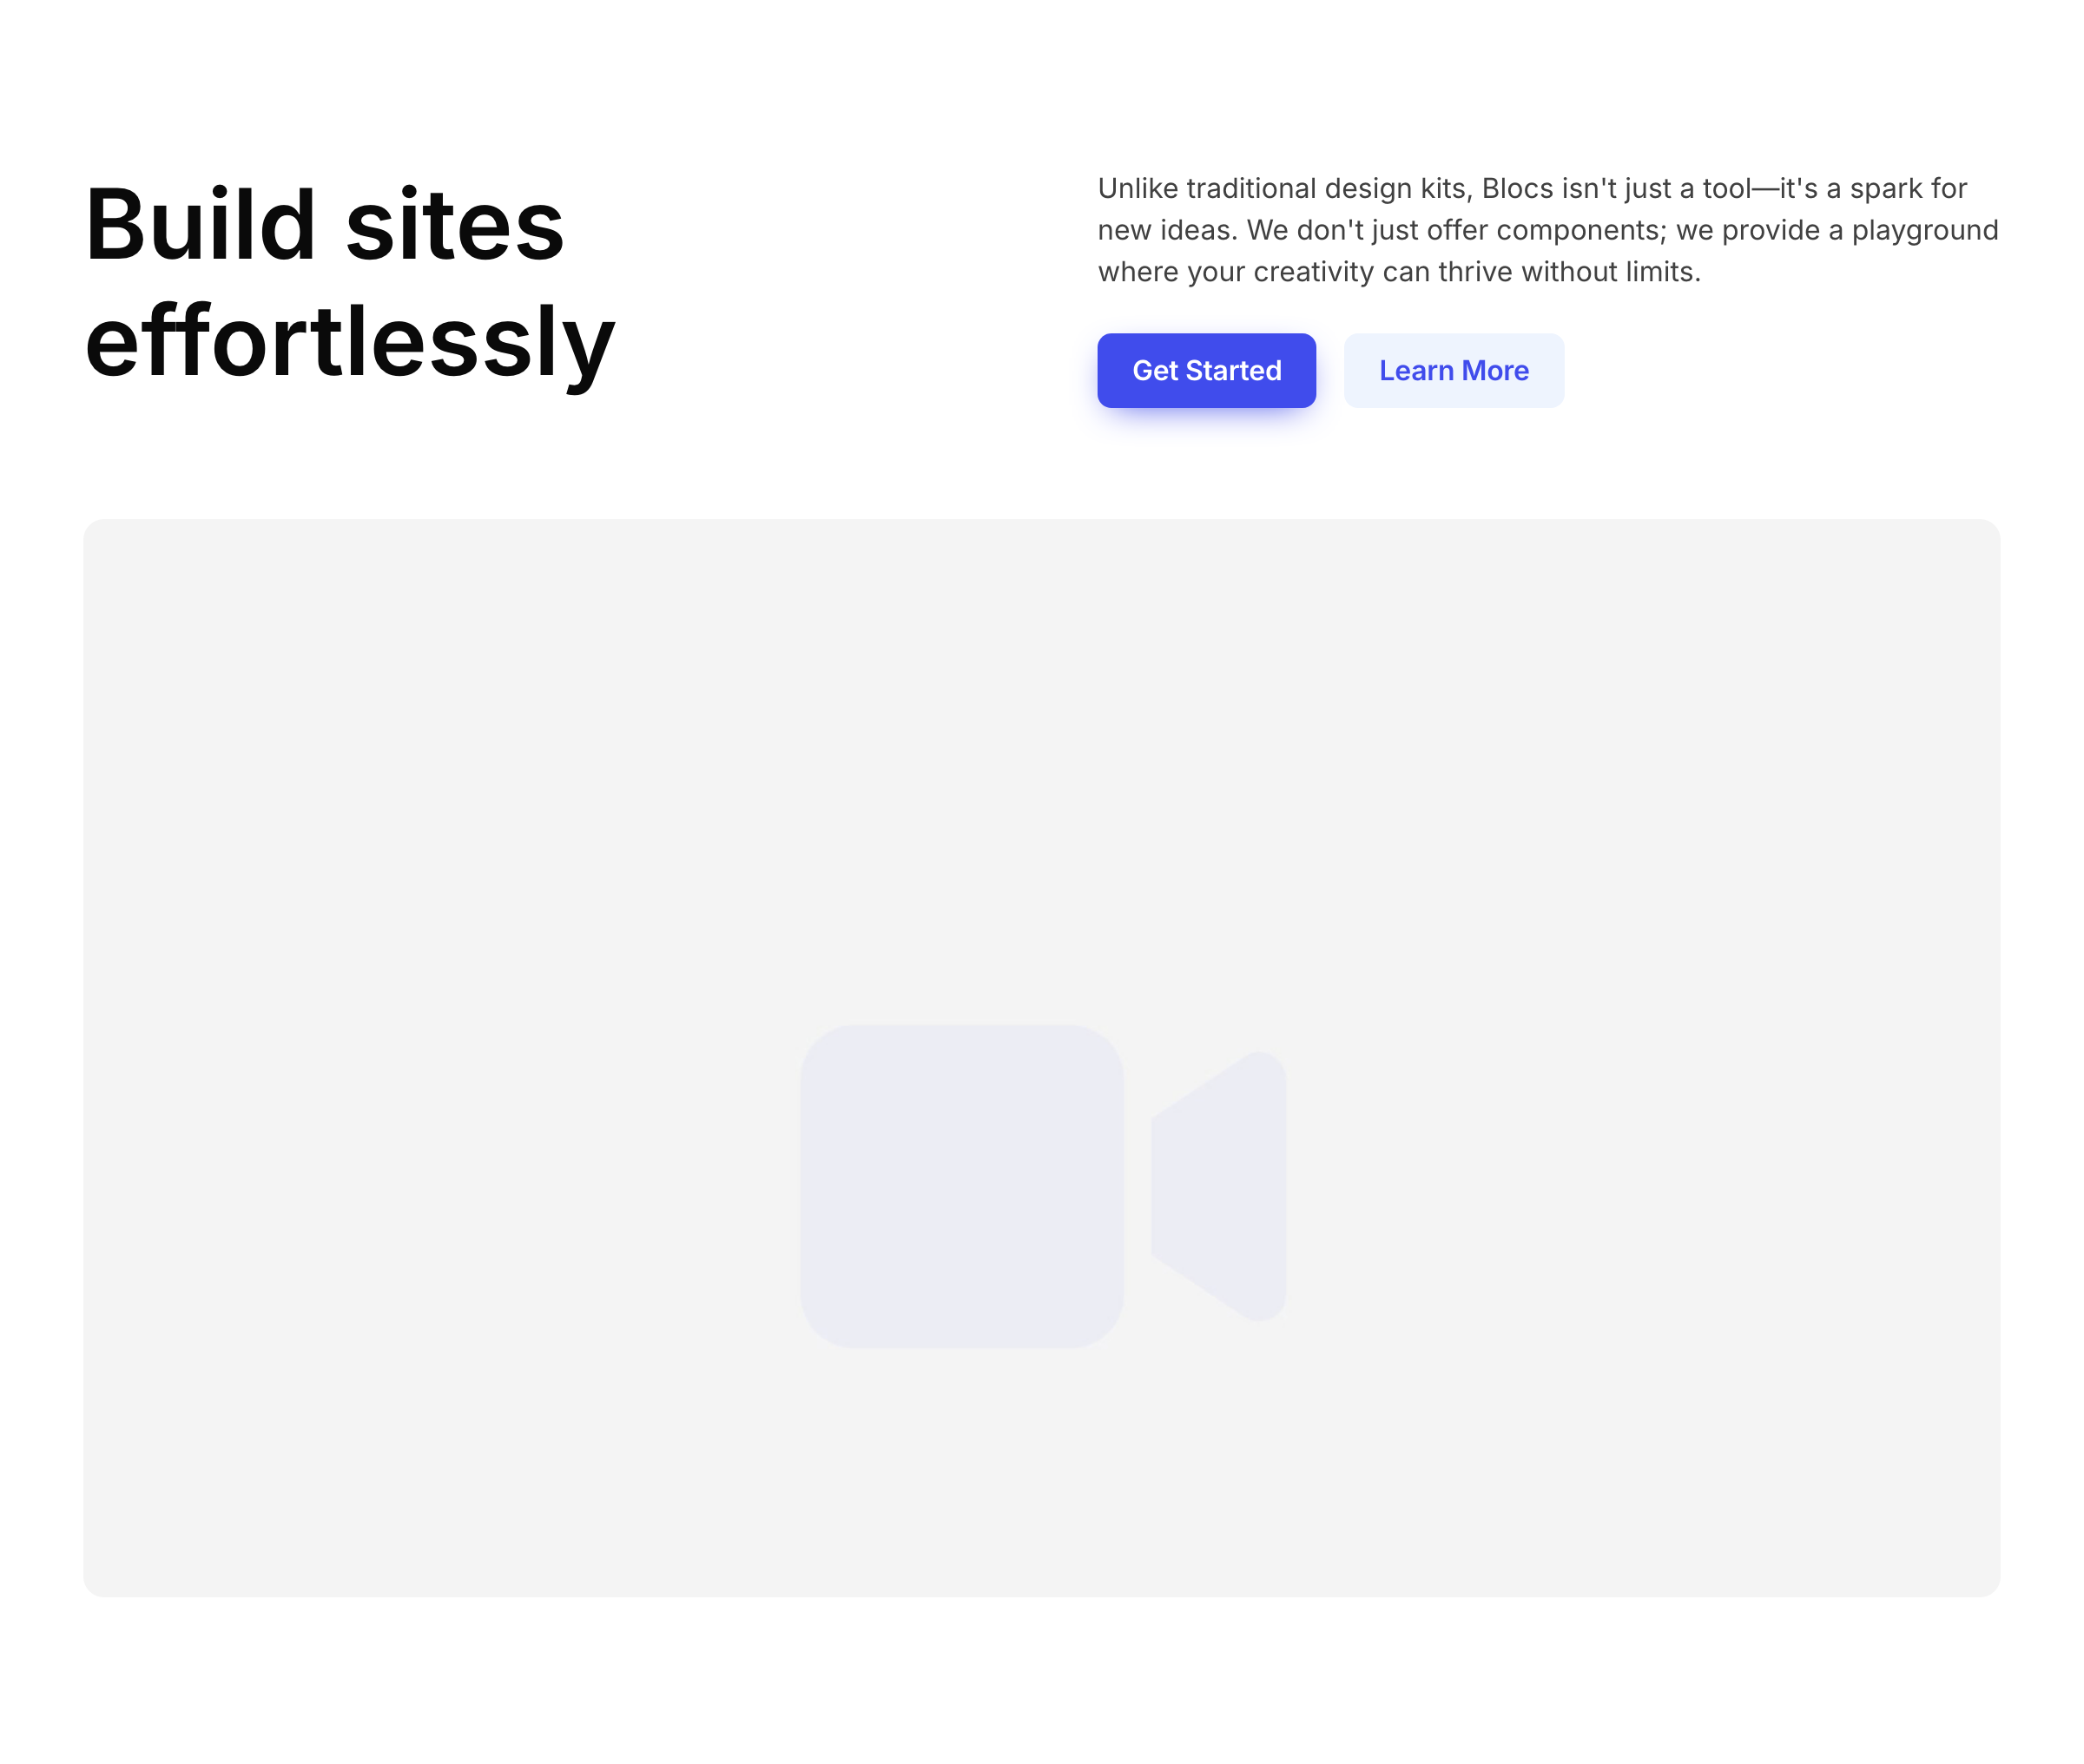 Build sites
effortlessly
Unlike traditional design kits, Blocs isn't just a tool—it's a spark for
new ideas. We don't just offer components; we provide a playground
where your creativity can thrive without limits.
Get Started
Learn More